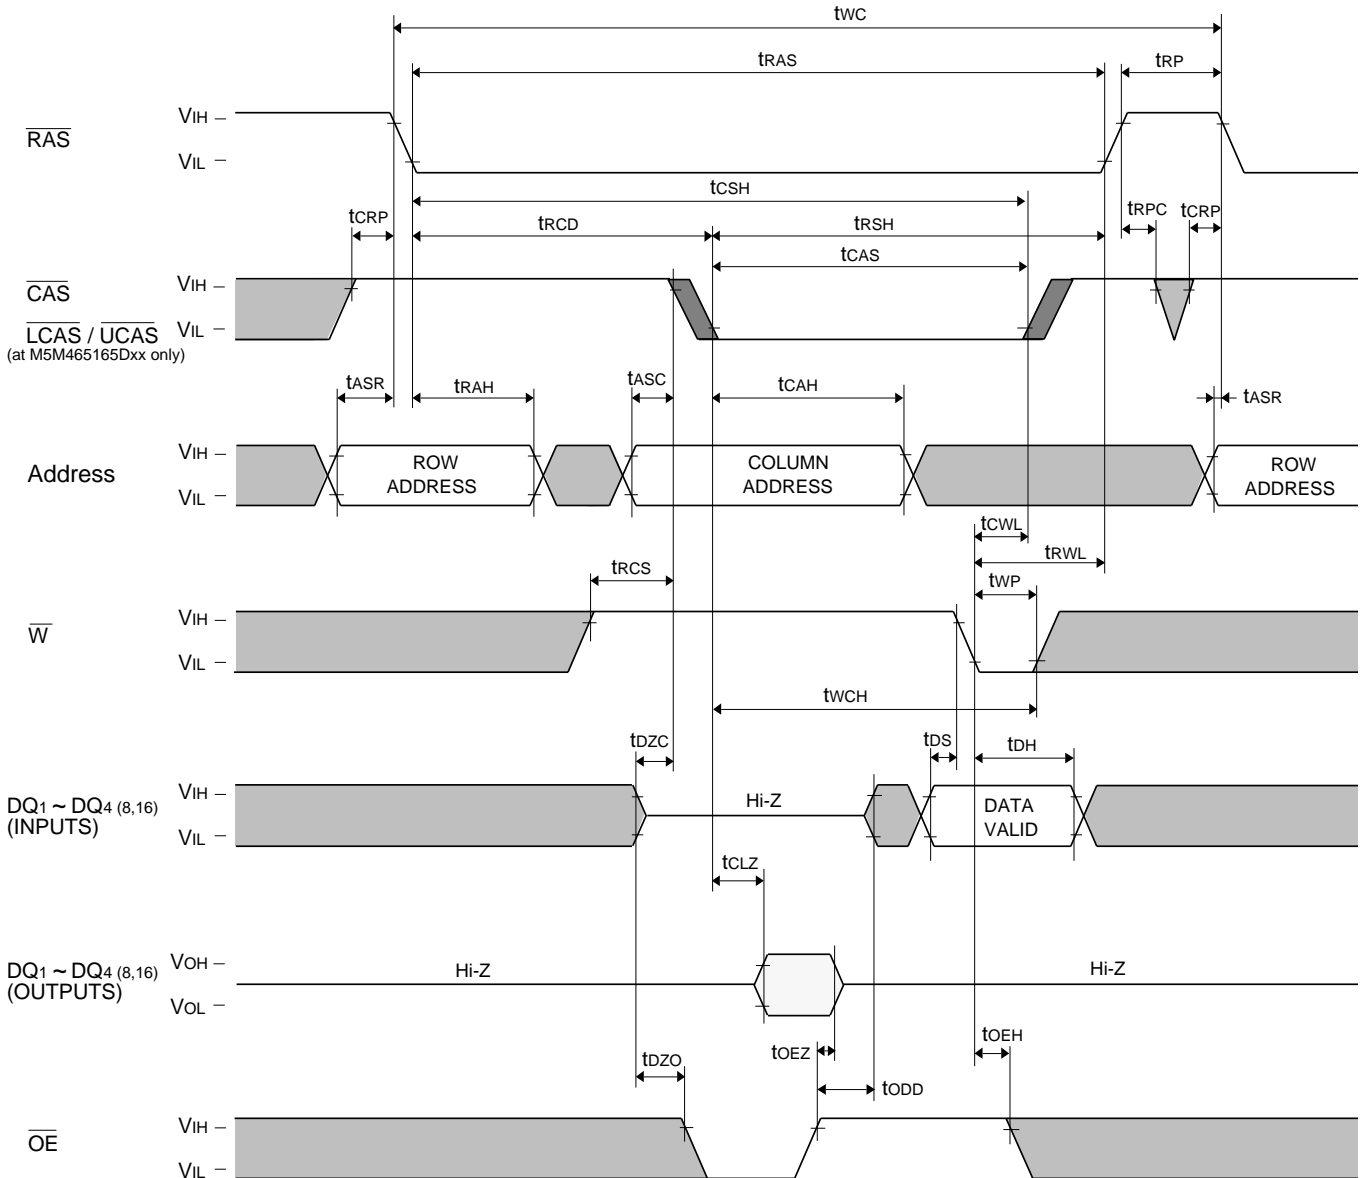 tWC
tRAS
tRP
RAS
VIH
VIL
tCSH
tCRP
tRCD
tRSH
tRPC
tCRP
tCAS
CAS
LCAS / UCAS
(at M5M465165Dxx only)
VIH
VIL
tASR
tRAH
tASC
tCAH
tASR
Address
VIH
VIL
ROW
ADDRESS
COLUMN
ADDRESS
ROW
ADDRESS
tCWL
tRWL
tRCS
tWP
W
VIH
VIL
tWCH
tDZC
tDS
tDH
DQ1 ~ DQ4 (8,16)
(INPUTS)
VIH
VIL
Hi-Z
DATA
VALID
tCLZ
DQ1 ~ DQ4 (8,16)
(OUTPUTS)
VOH
VOL
Hi-Z
Hi-Z
tOEZ
tOEH
tDZO
tODD
OE
VIH
VIL